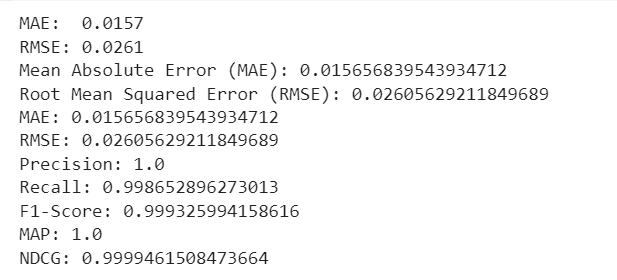 MAE:  0.0157
RMSE: 0.0261
Mean Absolute Error (MAE): 0.015656839543934712
Root Mean Squared Error (RMSE): 0.02605629211849689
MAE: 0.015656839543934712
RMSE: 0.02605629211849689
Precision: 1.0
Recall: 0.998652896273013
F1-Score: 0.999325994158616
MAP: 1.0
NDCG: 0.9999461508473664